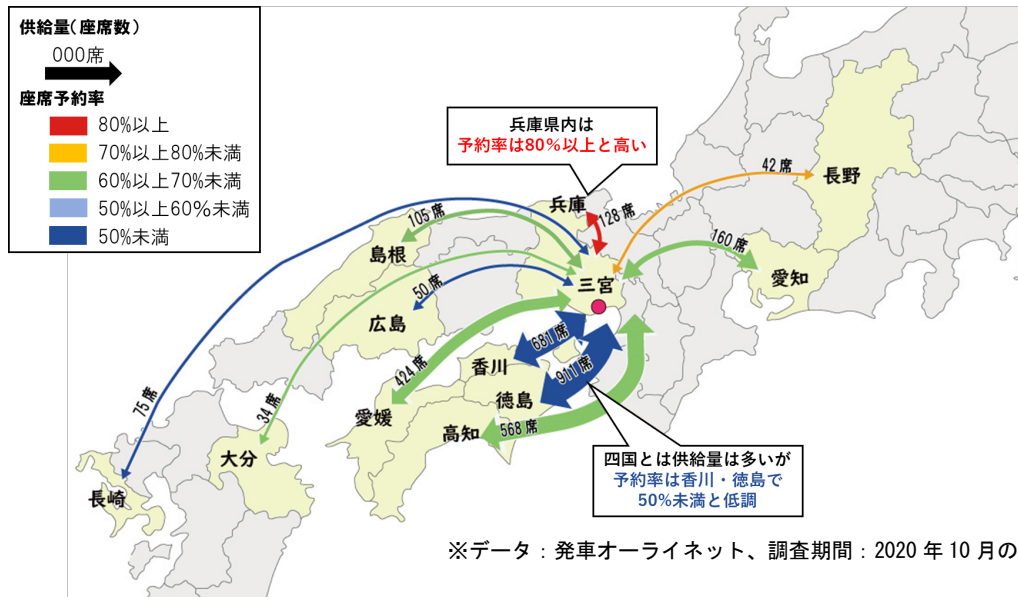 供給量(座席数)
000席
座席予約率
80%以上
70%以上80%未満
60%以上70%未満
50%以上60%未満
50%未満
兵庫県内は
予約率は80%以上と高い
42席
長野
兵庫
128席
105席
160席
島根
三宮
愛知
50席
広島
681席
424席
香川
911席
75席
34席
徳島
愛媛
高知
568席
大分
四国とは供給量は多いが
予約率は香川・徳島で
50%未満と低調
長崎
※データ:発車オーライネット、調査期間:2020年10月の